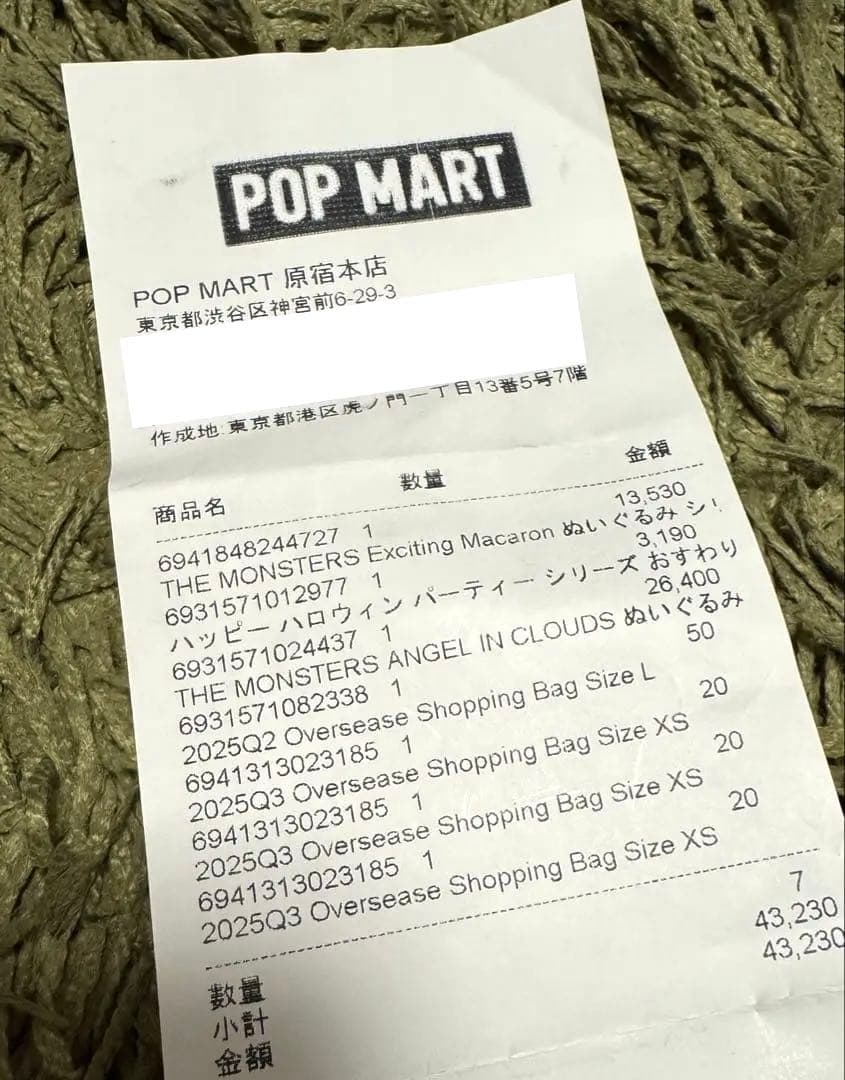 POP MART
POP MART 原宿本店
東京都渋谷区神宮前6-29-3
作成地:東京都港区虎ノ門一丁目13番5号7階
商品名 数量 金額
6941848244727 1 13,530
THE MONSTERS Exciting Macaron ぬいぐるみ シ
6931571012977 1 3,190
ハッピー ハロウィン パーティー シリーズ おすわり
6931571024437 1 26,400
THE MONSTERS ANGEL IN CLOUDS ぬいぐるみ
6931571082338 1 50
2025Q2 Oversease Shopping Bag Size L
6941313023185 1 20
2025Q3 Oversease Shopping Bag Size XS
6941313023185 1 20
2025Q3 Oversease Shopping Bag Size XS
6941313023185 1 20
2025Q3 Oversease Shopping Bag Size XS
数量 7
小計 43,230
金額 43,230